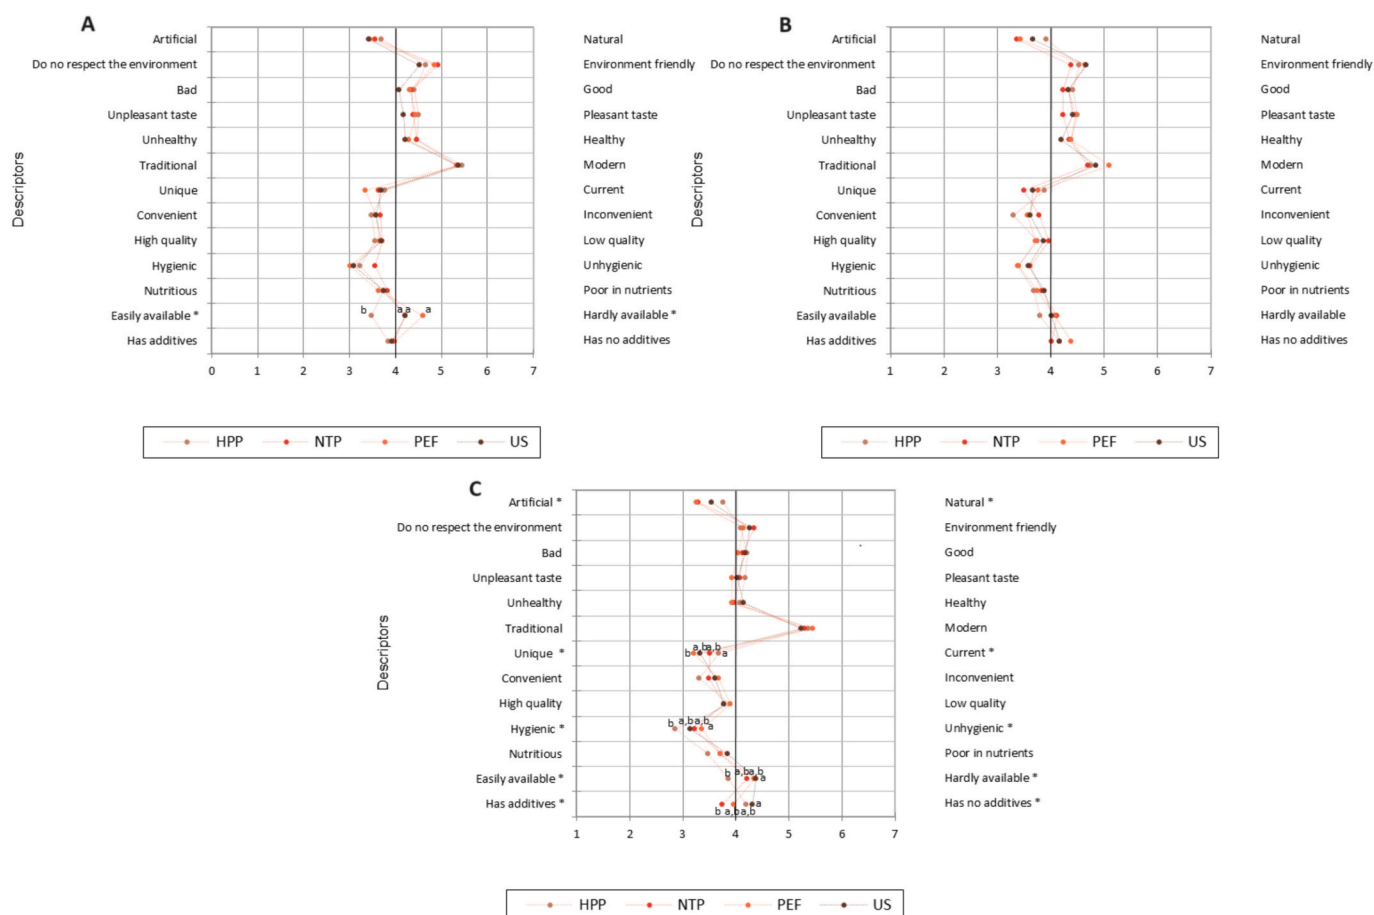 A
Artificial Natural
Do no respect the environment Environment friendly
Bad Good
Unpleasant taste Pleasant taste
Unhealthy Healthy
Traditional Modern
Unique Current
Convenient Inconvenient
High quality Low quality
Hygienic Unhygienic
Nutritious Poor in nutrients
Easily available * b a a a Hardly available *
Has additives Has no additives
0 1 2 3 4 5 6 7
Descriptors
HPP NTP PEF US
B
Artificial Natural
Do no respect the environment Environment friendly
Bad Good
Unpleasant taste Pleasant taste
Unhealthy Healthy
Traditional Modern
Unique Current
Convenient Inconvenient
High quality Low quality
Hygienic Unhygienic
Nutritious Poor in nutrients
Easily available Hardly available
Has additives Has no additives
1 2 3 4 5 6 7
Descriptors
HPP NTP PEF US
C
Artificial * Natural *
Do no respect the environment Environment friendly
Bad Good
Unpleasant taste Pleasant taste
Unhealthy Healthy
Traditional Modern
Unique * b a,b a,b a Current *
Convenient Inconvenient
High quality Low quality
Hygienic * b a,b a,b a Unhygienic *
Nutritious Poor in nutrients
Easily available * b a,b a,b a Hardly available *
Has additives * b a,b a,b a Has no additives *
1 2 3 4 5 6 7
Descriptors
HPP NTP PEF US